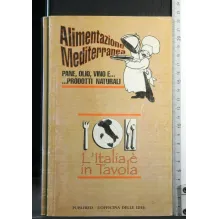 Alimentazione
Mediterranea
PANE, OLIO, VINO E...
...PRODOTTI NATURALI
L'Italia è
in Tavola